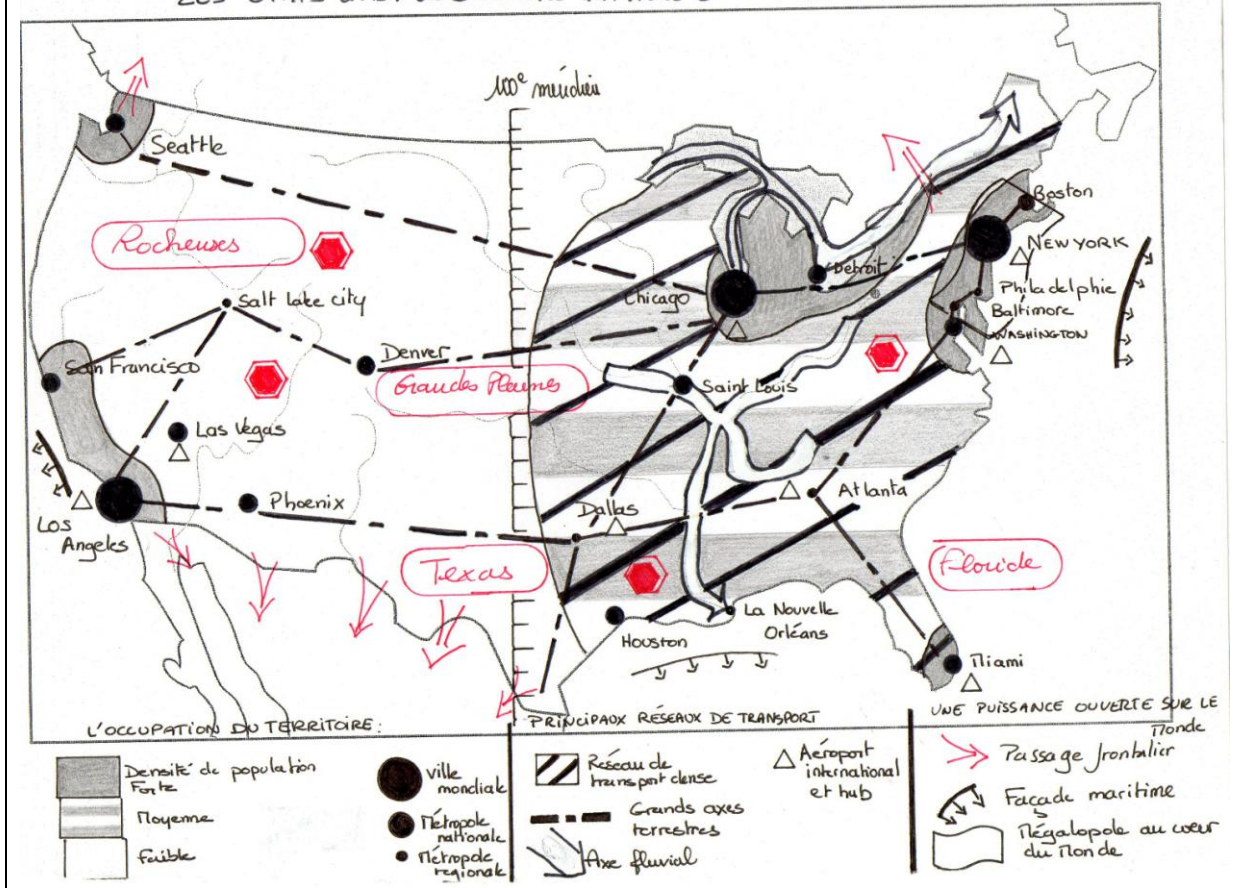 100e méridien
Seattle
Boston
Rocheuses
NEW YORK
Detroit
Chicago
Philadelphie
Salt lake city
Baltimore
WASHINGTON
San Francisco
Denver
Grandes Plaines
Saint Louis
Las Vegas
Phoenix
Atlanta
Los
Angeles
Dallas
Texas
Floride
La Nouvelle
Orléans
Houston
Miami
L'OCCUPATION DU TERRITOIRE:
Densité de population
Forte
Moyenne
faible
Ville
mondiale
Métropole
nationale
Métropole
régionale
PRINCIPAUX RÉSEAUX DE TRANSPORT
Réseau de
transport dense
Grands axes
terrestres
Axe fluvial
Aéroport
international
et hub
UNE PUISSANCE OUVERTE SUR LE
Monde
Passage frontalier
Façade maritime
Mégalopole au coeur
du Monde